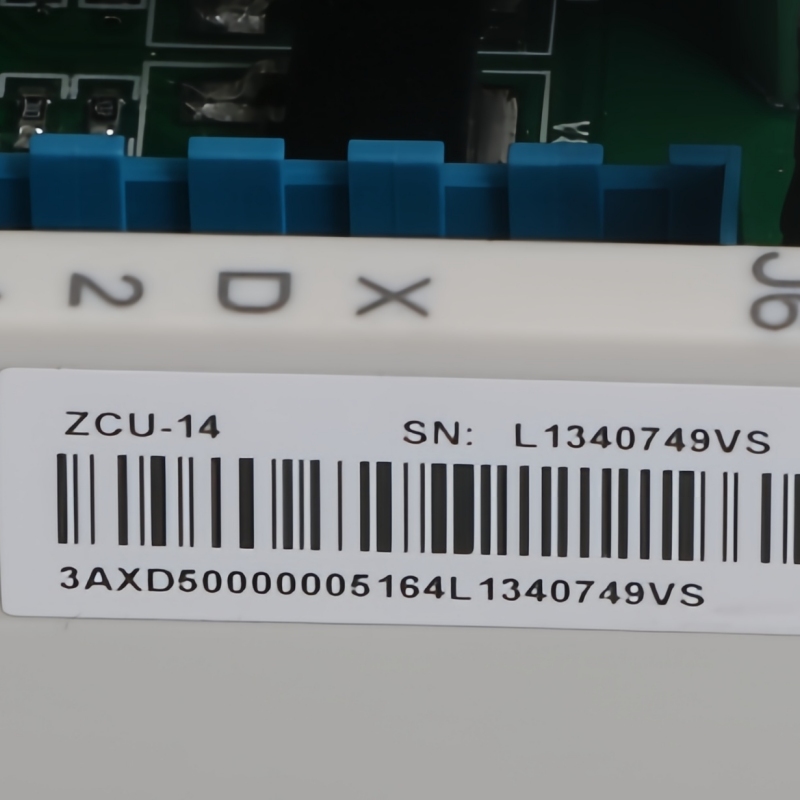 2 D X J6
ZCU-14 SN: L1340749VS
3AXD50000005164L1340749VS